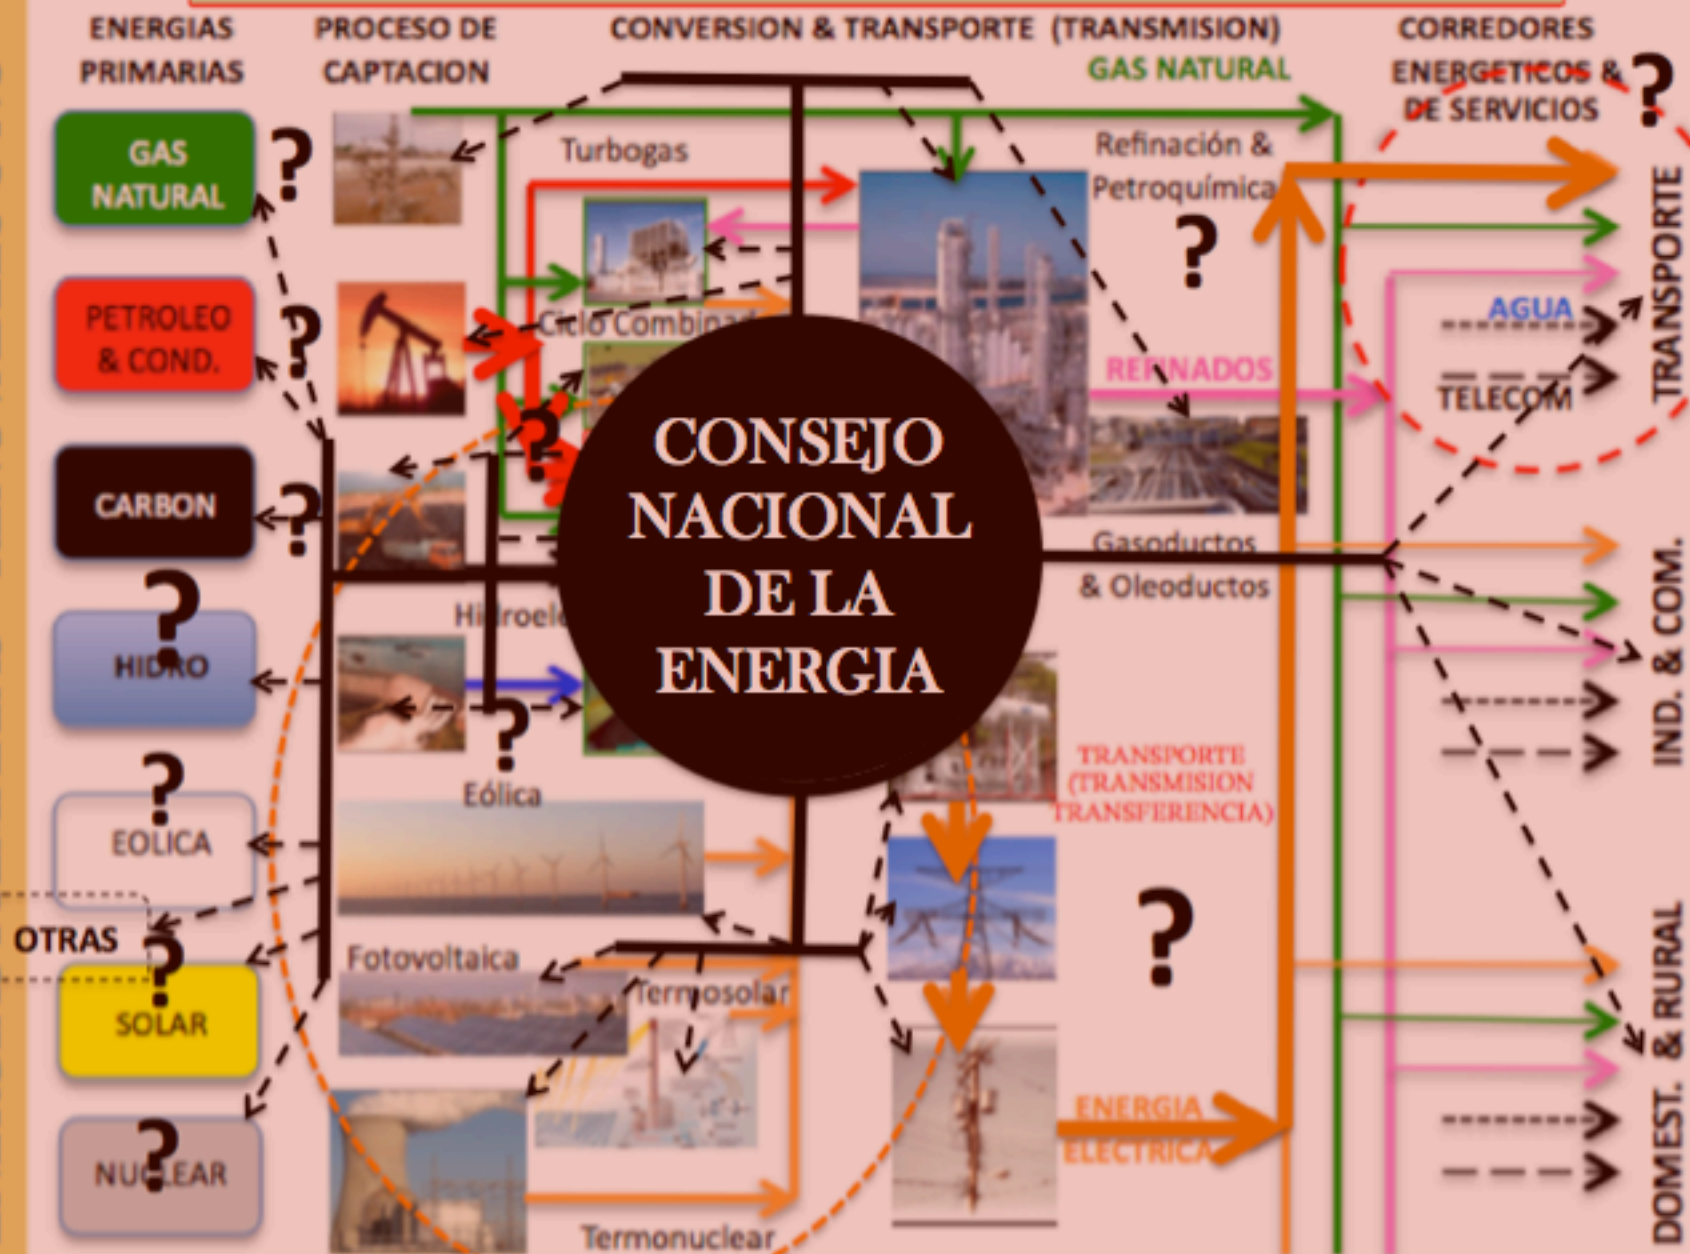 ENERGIAS
PRIMARIAS
PROCESO DE
CAPTACION
CONVERSION & TRANSPORTE (TRANSMISION)
CORREDORES
ENERGETICOS &
DE SERVICIOS
?
GAS NATURAL
GAS
NATURAL
?
PETROLEO
& COND.
?
CARBON
?
HIDRO
?
EOLICA
?
OTRAS
SOLAR
?
NUCLEAR
?
Turbogas
Refinación &
Petroquímica
?
REFINADOS
?
CONSEJO
NACIONAL
DE LA
ENERGIA
Gasoductos
& Oleoductos
?
Eólica
TRANSPORTE
(TRANSMISION
TRANSFERENCIA)
?
Fotovoltaica
Termosolar
ENERGIA
ELECTRICA
Termonuclear
AGUA
TELECOM
TRANSPORTE
IND. & COM.
DOMEST. & RURAL